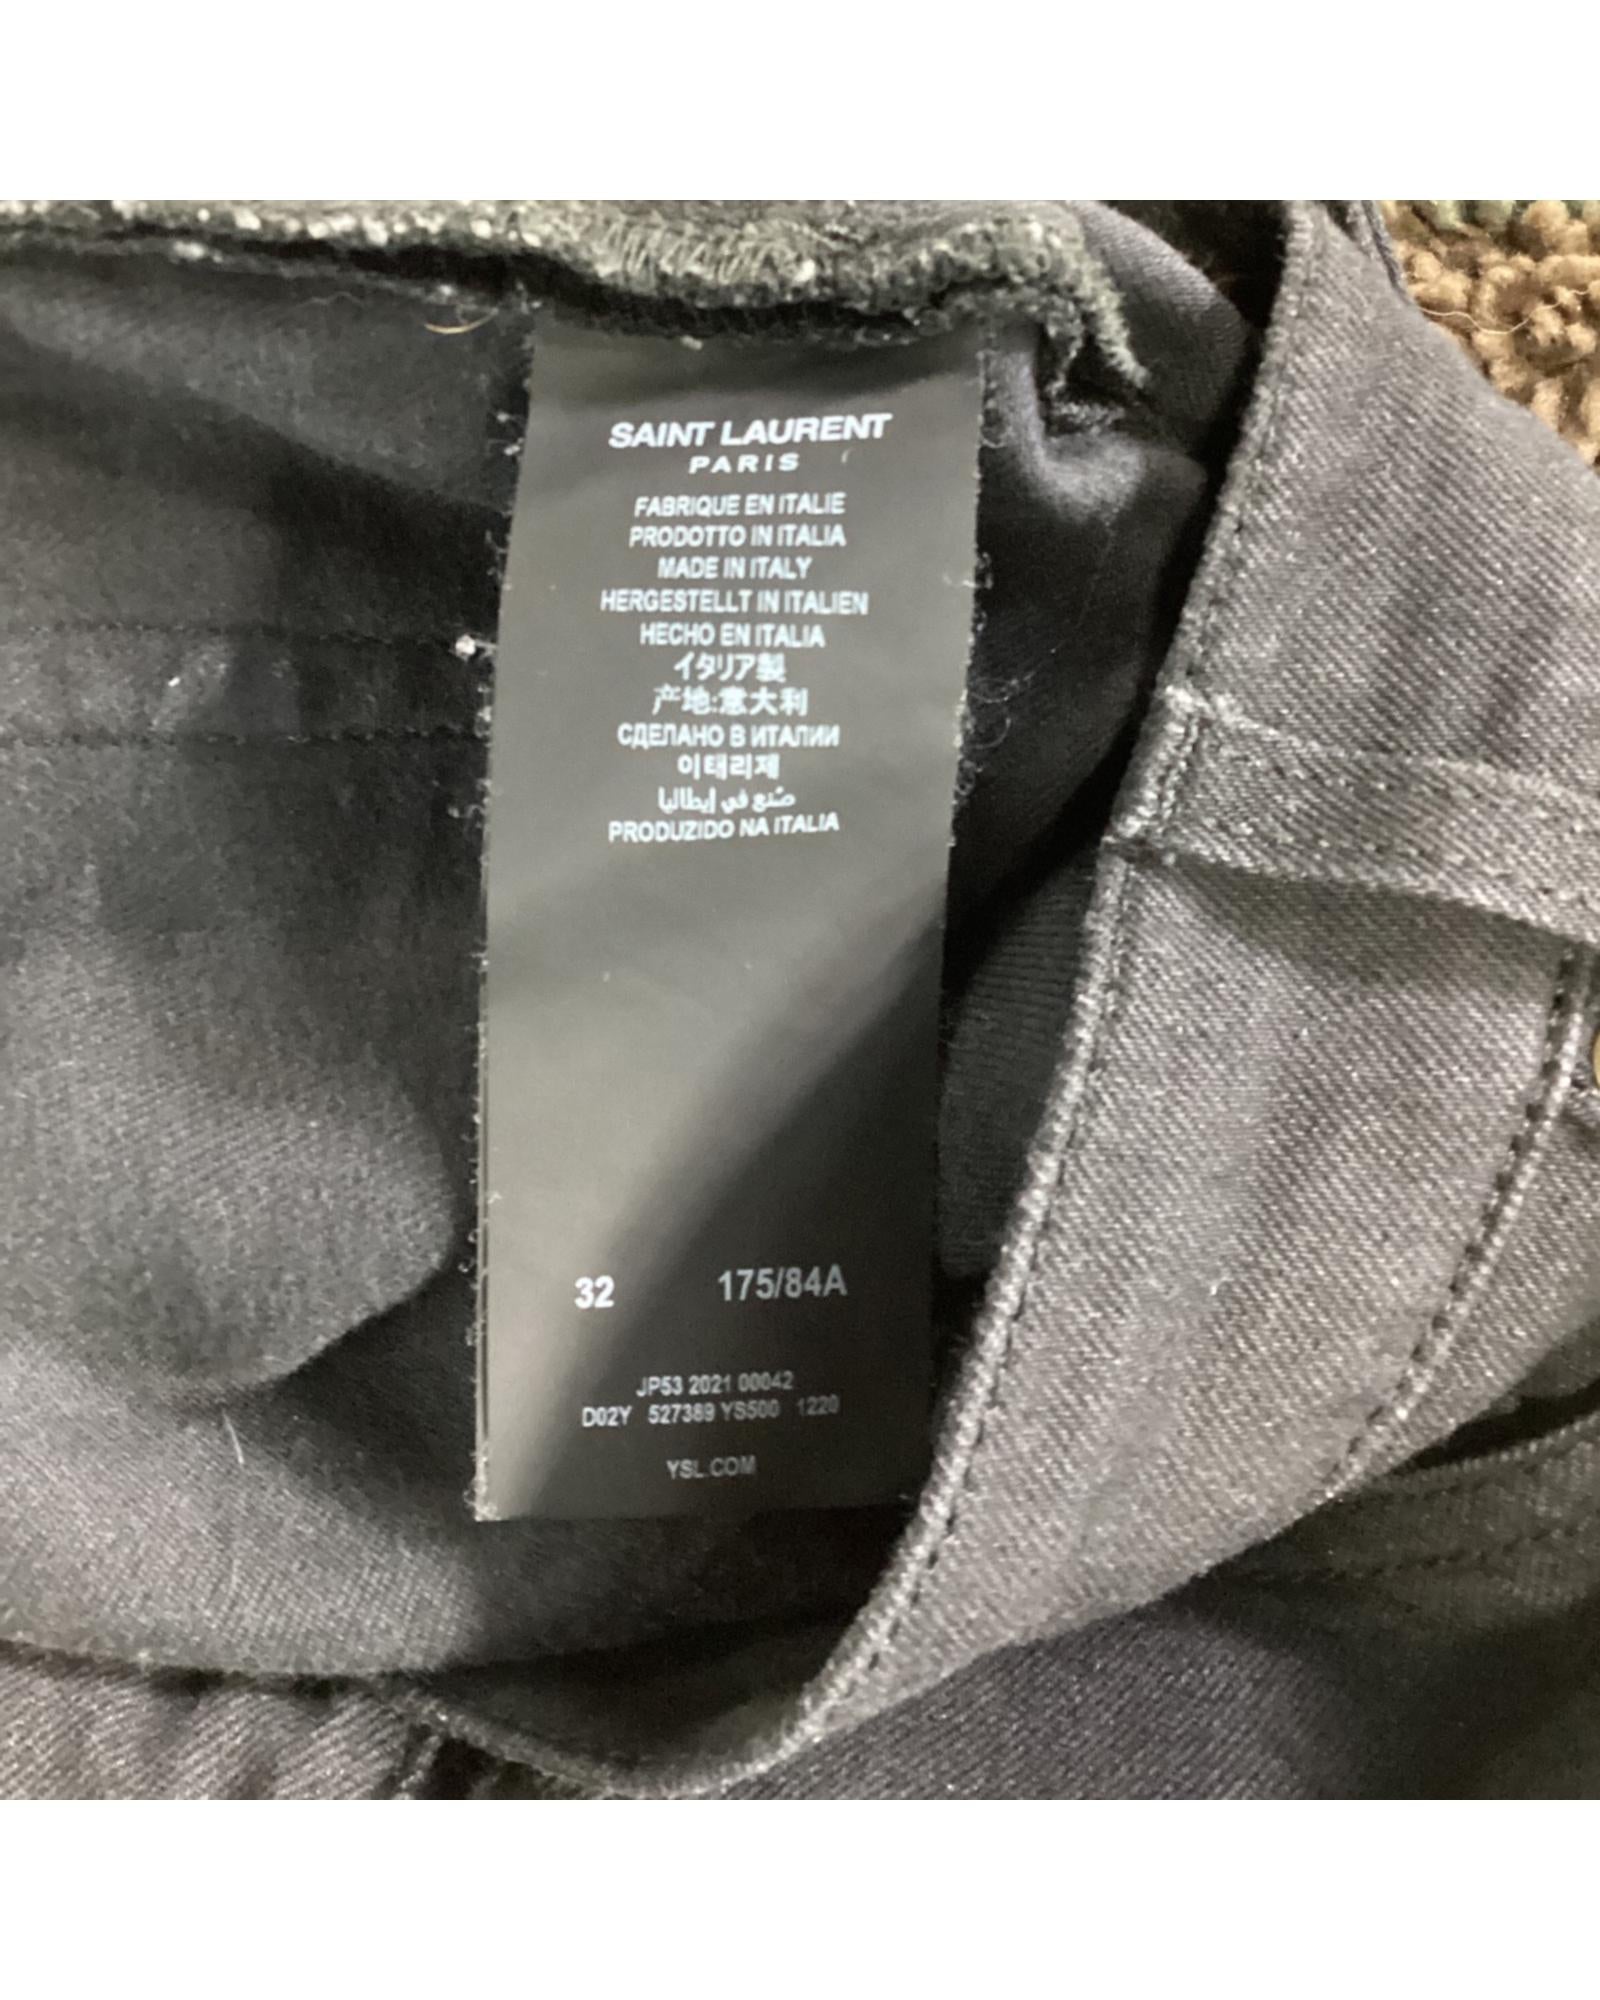 SAINT LAURENT
PARIS
FABRIQUE EN ITALIE
PRODOTTO IN ITALIA
MADE IN ITALY
HERGESTELLT IN ITALIEN
HECHO EN ITALIA
イタリア製
产地:意大利
СДЕЛАНО В ИТАЛИИ
이태리제
صُنع في إيطاليا
PRODUZIDO NA ITALIA
32 175/84A
JP53 2021 00042
D02Y 527389 YS500 1220
YSL.COM